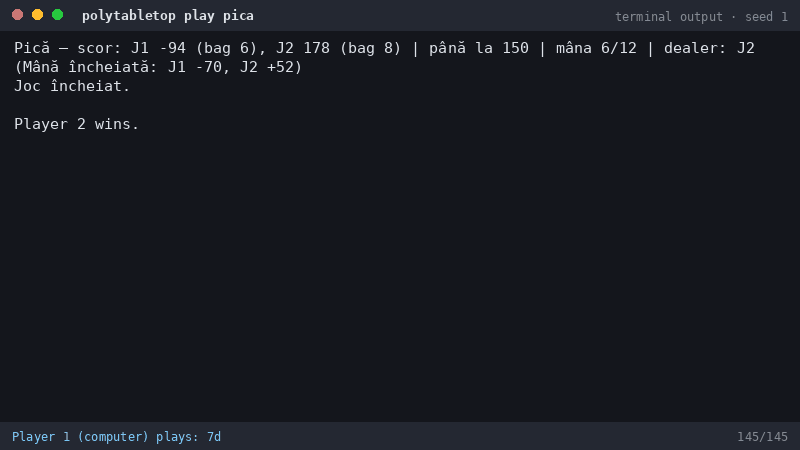 polytabletop play pica
terminal output · seed 1
Pică — scor: J1 -94 (bag 6), J2 178 (bag 8) | până la 150 | mâna 6/12 | dealer: J2
(Mână încheiată: J1 -70, J2 +52)
Joc încheiat.
Player 2 wins.
Player 1 (computer) plays: 7d
145/145